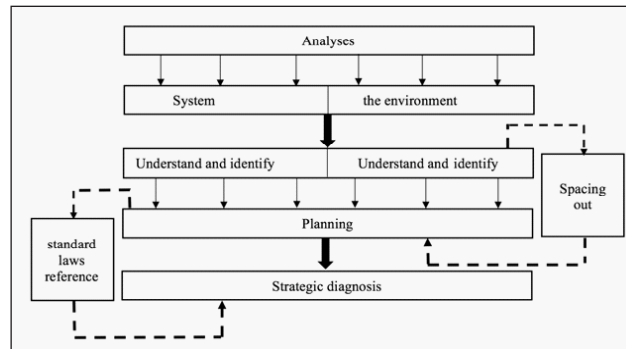 Analyses
System the environment
Understand and identify Understand and identify
Spacing
out
Planning
standard
laws
reference
Strategic diagnosis